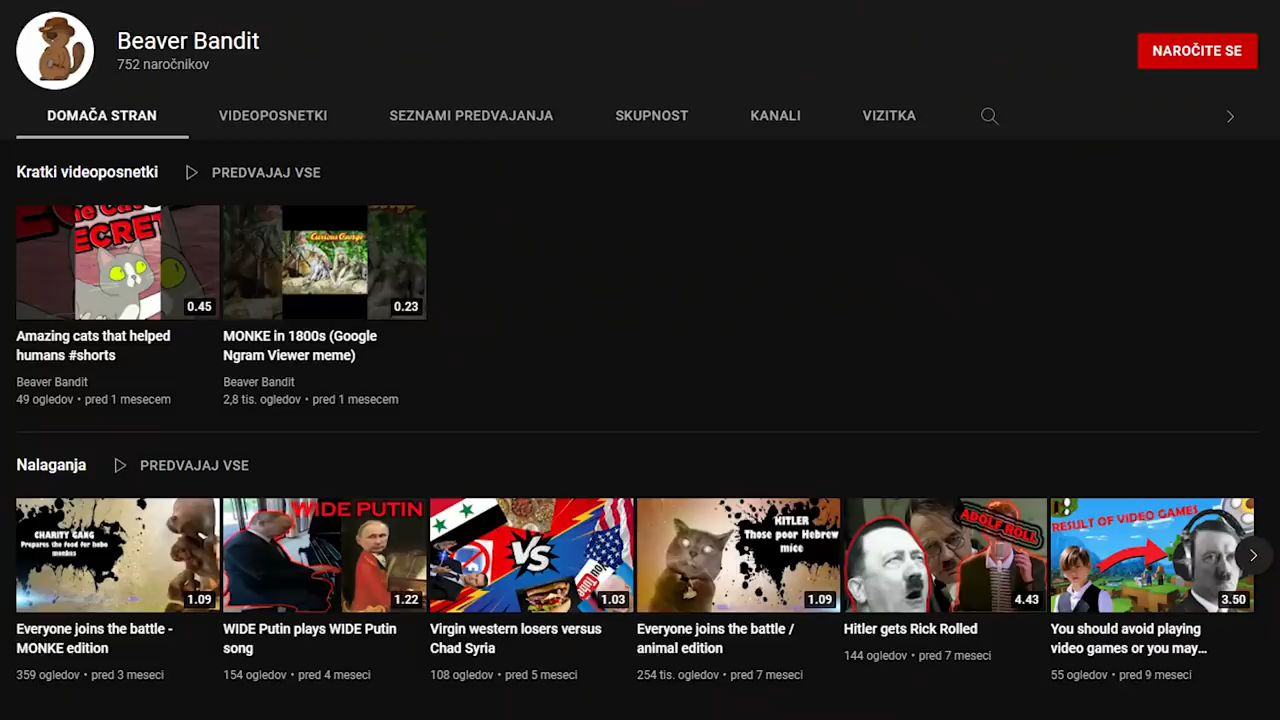 Beaver Bandit
752 naročnikov
NAROČITE SE
DOMAČA STRAN
VIDEOPOSNETKI
SEZNAMI PREDVAJANJA
SKUPNOST
KANALI
VIZITKA
Kratki videoposnetki
PREDVAJAJ VSE
0.45
Curious George
0.23
Amazing cats that helped
humans #shorts
Beaver Bandit
49 ogledov • pred 1 mesecem
MONKE in 1800s (Google
Ngram Viewer meme)
Beaver Bandit
2,8 tis. ogledov • pred 1 mesecem
Nalaganja
PREDVAJAJ VSE
CHARITY GANG
Prepares the food for bobo
monkes
1.09
WIDE PUTIN
1.22
VS
1.03
KITLER
Those poor Hebrew
mice
1.09
ADOLF ROLL
4.43
RESULT OF VIDEO GAMES
3.50
Everyone joins the battle -
MONKE edition
359 ogledov • pred 3 meseci
WIDE Putin plays WIDE Putin
song
154 ogledov • pred 4 meseci
Virgin western losers versus
Chad Syria
108 ogledov • pred 5 meseci
Everyone joins the battle /
animal edition
254 tis. ogledov • pred 7 meseci
Hitler gets Rick Rolled
144 ogledov • pred 7 meseci
You should avoid playing
video games or you may...
55 ogledov • pred 9 meseci